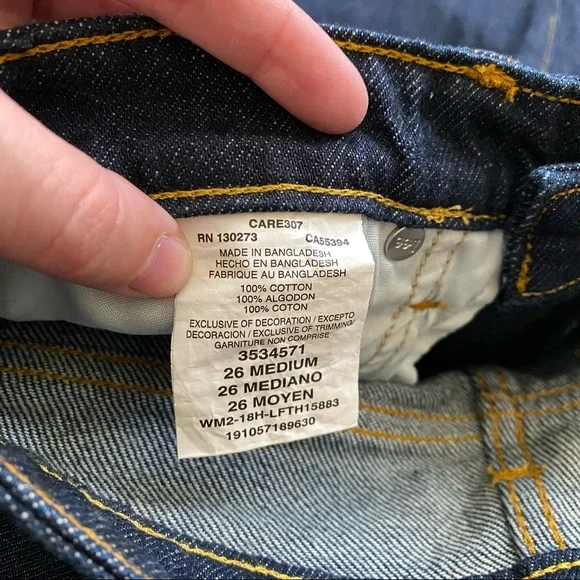 CARE307
RN 130273 CA55394
MADE IN BANGLADESH
HECHO EN BANGLADESH
FABRIQUE AU BANGLADESH
100% COTTON
100% ALGODON
100% COTON
EXCLUSIVE OF DECORATION / EXCEPTO
DECORACION / EXCLUSIVE OF TRIMMING/
GARNITURE NON COMPRISE
3534571
26 MEDIUM
26 MEDIANO
26 MOYEN
WM2-18H-LFTH15883
191057189630